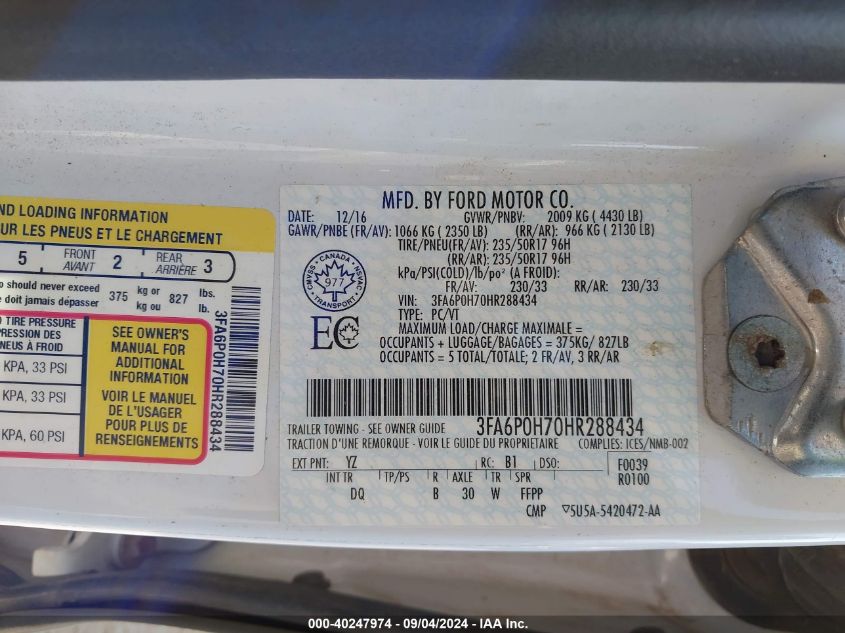 ND LOADING INFORMATION
UR LES PNEUS ET LE CHARGEMENT
5 FRONT AVANT 2 REAR ARRIÈRE 3
o should never exceed
e doit jamais dépasser 375 kg or kg ou 827 lbs. lb.
D TIRE PRESSURE
PRESSION DES
NEUS À FROID
KPA, 33 PSI
KPA, 33 PSI
KPA, 60 PSI
SEE OWNER'S
MANUAL FOR
ADDITIONAL
INFORMATION
VOIR LE MANUEL
DE L'USAGER
POUR PLUS DE
RENSEIGNEMENTS
3FA6P0H70HR288434
MFD. BY FORD MOTOR CO.
DATE: 12/16 GVWR/PNBV: 2009 KG ( 4430 LB)
GAWR/PNBE (FR/AV): 1066 KG ( 2350 LB) (RR/AR): 966 KG ( 2130 LB)
TIRE/PNEU(FR/AV): 235/50R17 96H
(RR/AR): 235/50R17 96H
kPa/PSI(COLD)/lb/po² (A FROID):
FR/AV: 230/33 RR/AR: 230/33
VIN: 3FA6P0H70HR288434
TYPE: PC/VT
MAXIMUM LOAD/CHARGE MAXIMALE =
OCCUPANTS + LUGGAGE/BAGAGES = 375KG/ 827LB
OCCUPANTS = 5 TOTAL/TOTALE; 2 FR/AV, 3 RR/AR
CANADA
977
TRANSPORT
EC
TRAILER TOWING - SEE OWNER GUIDE 3FA6P0H70HR288434
TRACTION D'UNE REMORQUE - VOIR LE GUIDE DU PROPRIETAIRE COMPLIES: ICES/NMB-002
EXT PNT: YZ RC: B1 DSO: F0039
INT TR TP/PS R AXLE TR SPR R0100
DQ B 30 W FFPP
CMP ▽5U5A-5420472-AA
000-40247974 - 09/04/2024 - IAA Inc.